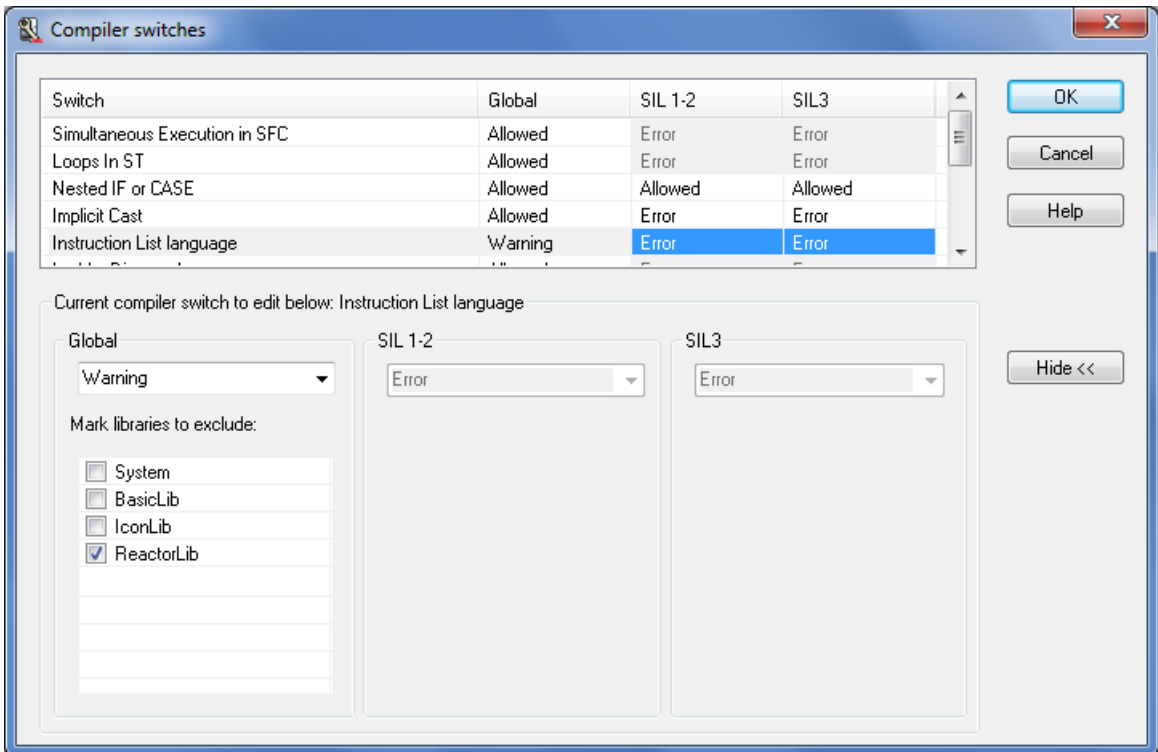 Compiler switches
Switch Global SIL 1-2 SIL3
Simultaneous Execution in SFC Allowed Error Error
Loops In ST Allowed Error Error
Nested IF or CASE Allowed Allowed Allowed
Implicit Cast Allowed Error Error
Instruction List language Warning Error Error
OK
Cancel
Help
Current compiler switch to edit below: Instruction List language
Global SIL 1-2 SIL3
Warning Error Error
Hide <<
Mark libraries to exclude:
System
BasicLib
IconLib
ReactorLib